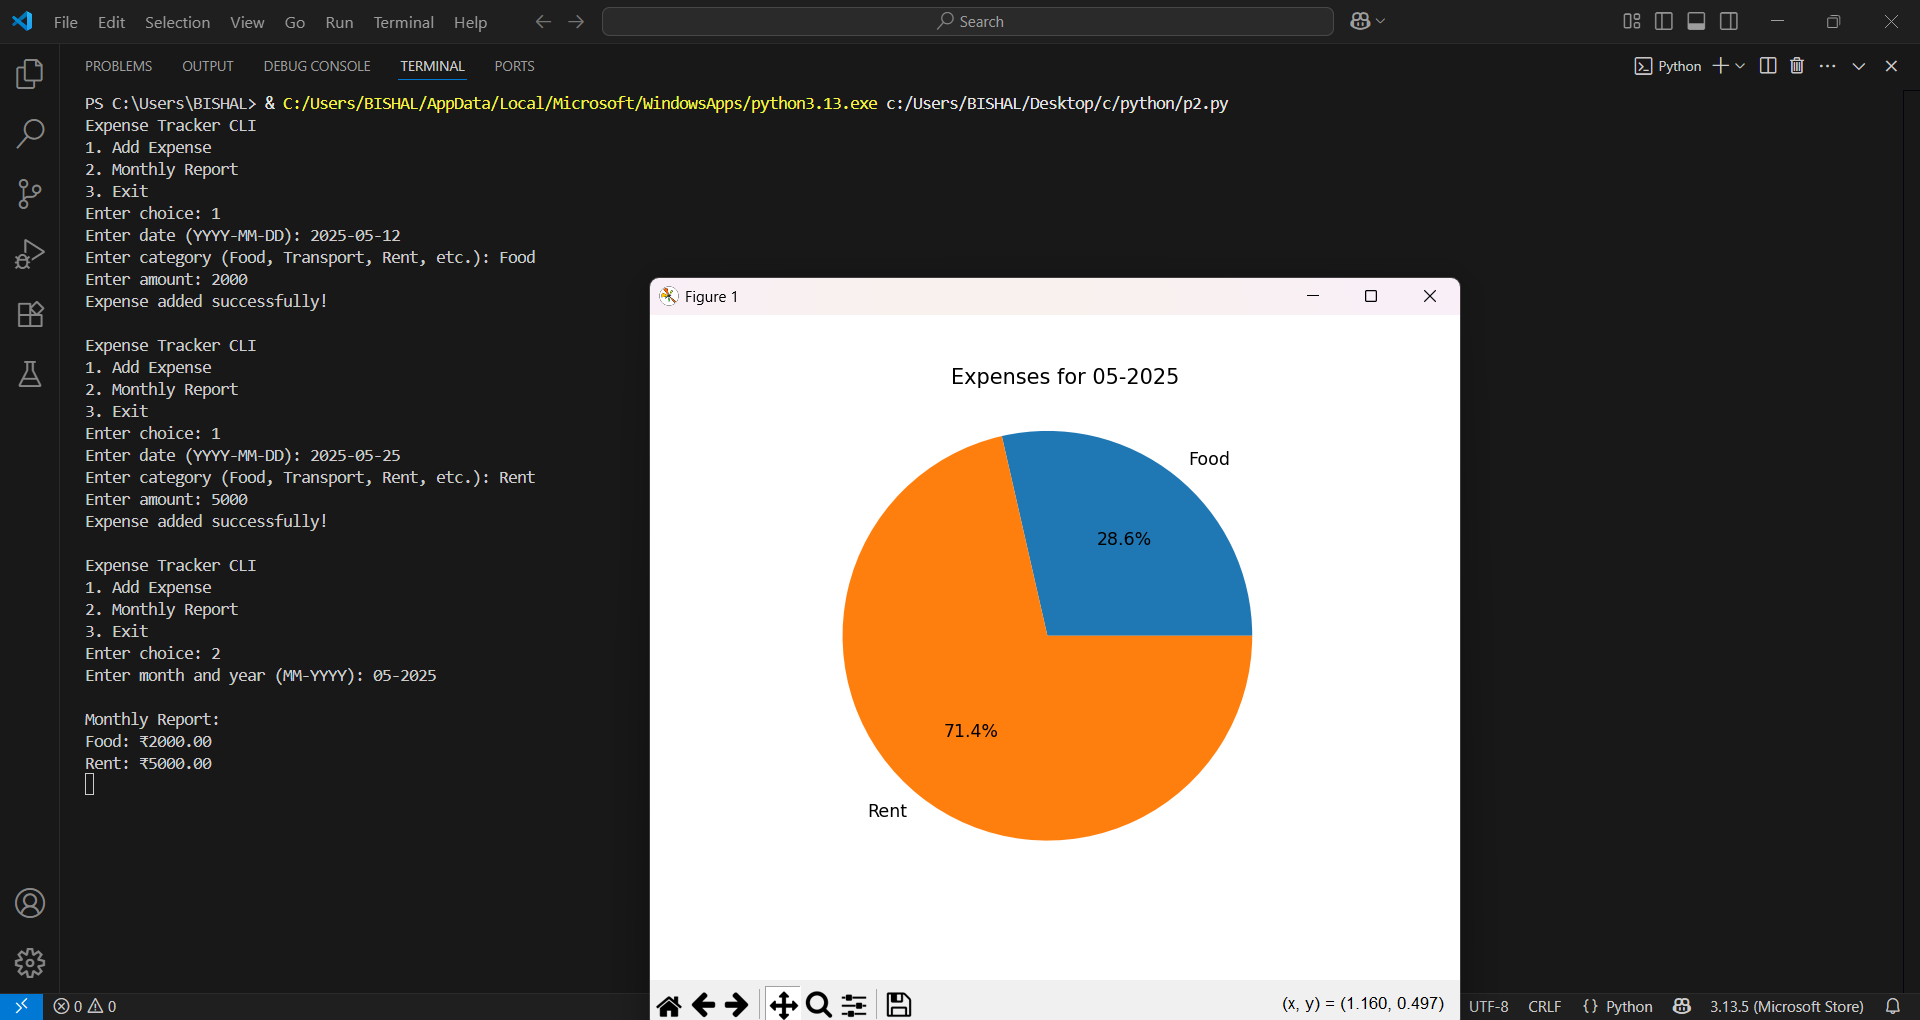 File Edit Selection View Go Run Terminal Help
Search
PROBLEMS OUTPUT DEBUG CONSOLE TERMINAL PORTS
Python
PS C:\Users\BISHAL> & C:/Users/BISHAL/AppData/Local/Microsoft/WindowsApps/python3.13.exe c:/Users/BISHAL/Desktop/c/python/p2.py
Expense Tracker CLI
1. Add Expense
2. Monthly Report
3. Exit
Enter choice: 1
Enter date (YYYY-MM-DD): 2025-05-12
Enter category (Food, Transport, Rent, etc.): Food
Enter amount: 2000
Expense added successfully!
Expense Tracker CLI
1. Add Expense
2. Monthly Report
3. Exit
Enter choice: 1
Enter date (YYYY-MM-DD): 2025-05-25
Enter category (Food, Transport, Rent, etc.): Rent
Enter amount: 5000
Expense added successfully!
Expense Tracker CLI
1. Add Expense
2. Monthly Report
3. Exit
Enter choice: 2
Enter month and year (MM-YYYY): 05-2025
Monthly Report:
Food: ₹2000.00
Rent: ₹5000.00
Figure 1
Expenses for 05-2025
Food
28.6%
71.4%
Rent
(x, y) = (1.160, 0.497)
0 0
UTF-8 CRLF {} Python 3.13.5 (Microsoft Store)